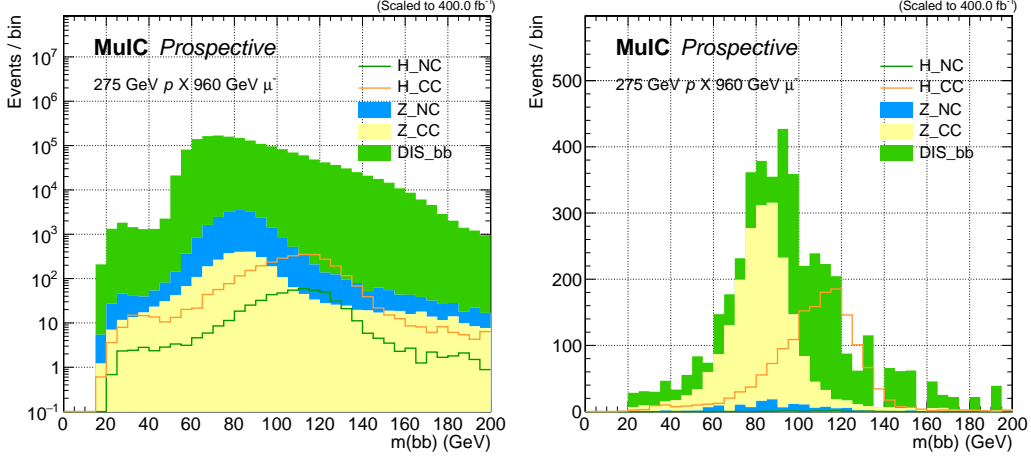 (Scaled to 400.0 fb⁻¹)
Events / bin
MuIC Prospective
275 GeV p X 960 GeV μ⁻
H_NC
H_CC
Z_NC
Z_CC
DIS_bb
10⁸
10⁷
10⁶
10⁵
10⁴
10³
10²
10
1
10⁻¹
0 20 40 60 80 100 120 140 160 180 200
m(bb) (GeV)
(Scaled to 400.0 fb⁻¹)
Events / bin
MuIC Prospective
275 GeV p X 960 GeV μ⁻
H_NC
H_CC
Z_NC
Z_CC
DIS_bb
500
400
300
200
100
0
0 20 40 60 80 100 120 140 160 180 200
m(bb) (GeV)